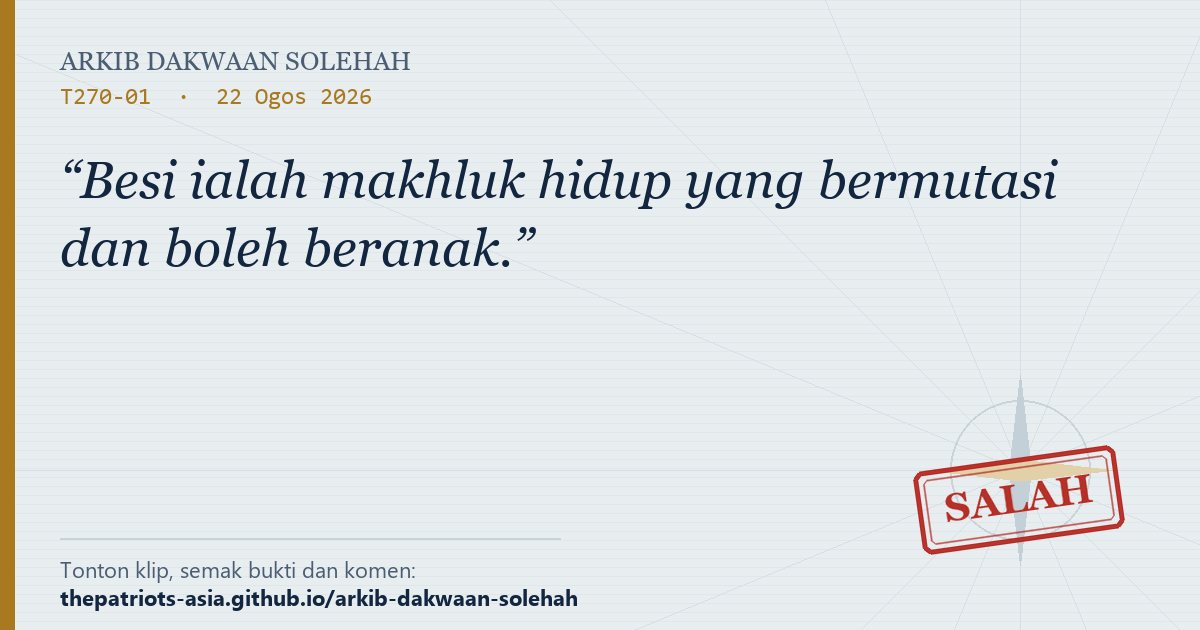 ARKIB DAKWAAN SOLEHAH
T270-01 · 22 Ogos 2026
“Besi ialah makhluk hidup yang bermutasi
dan boleh beranak.”
SALAH
Tonton klip, semak bukti dan komen:
thepatriots-asia.github.io/arkib-dakwaan-solehah